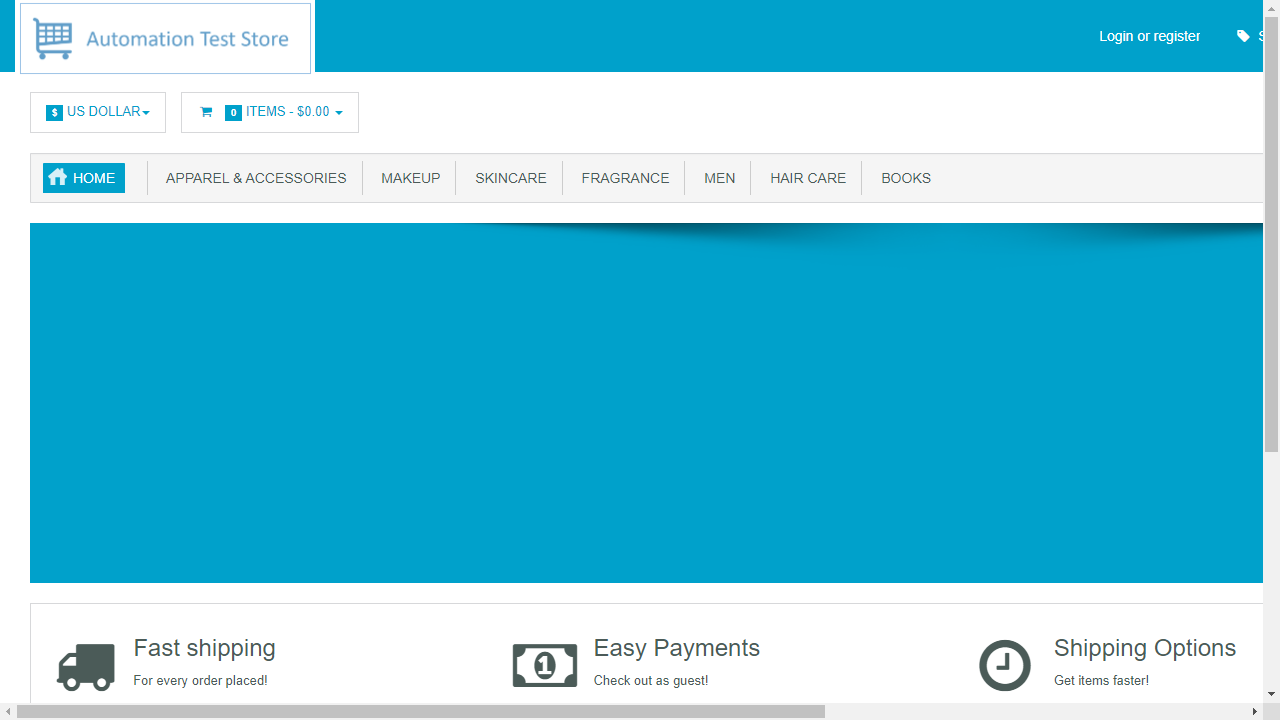 Automation Test Store
Login or register
$ US DOLLAR
0 ITEMS - $0.00
HOME
APPAREL & ACCESSORIES
MAKEUP
SKINCARE
FRAGRANCE
MEN
HAIR CARE
BOOKS
Fast shipping
For every order placed!
1
Easy Payments
Check out as guest!
Shipping Options
Get items faster!